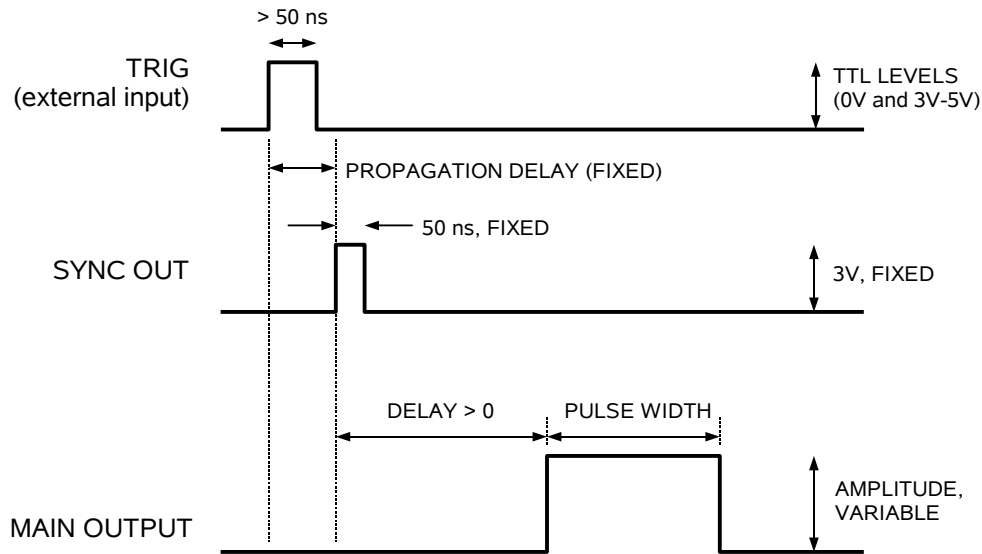 > 50 ns
TRIG
(external input)
TTL LEVELS
(0V and 3V-5V)
PROPAGATION DELAY (FIXED)
50 ns, FIXED
SYNC OUT
3V, FIXED
DELAY > 0
PULSE WIDTH
MAIN OUTPUT
AMPLITUDE,
VARIABLE